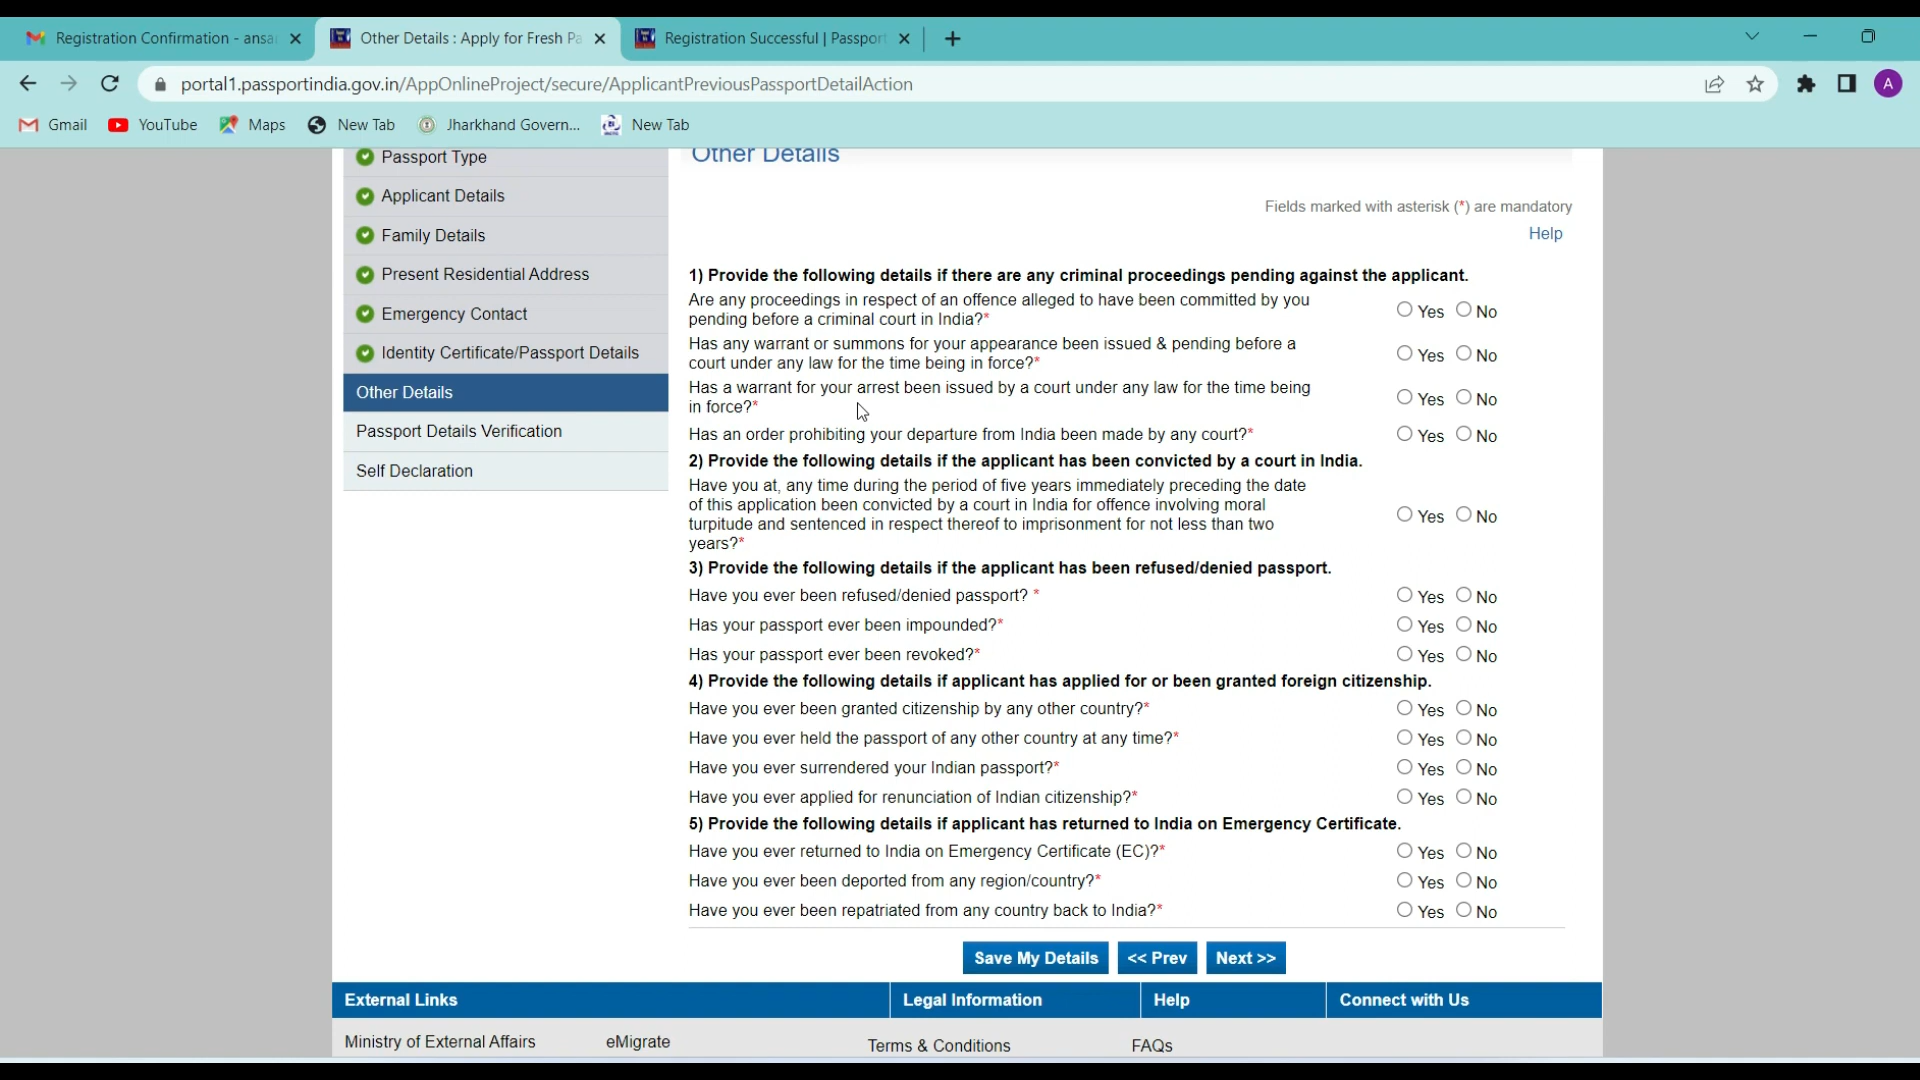 Registration Confirmation - ansa
Other Details : Apply for Fresh Pa
Registration Successful | Passport
portal1.passportindia.gov.in/AppOnlineProject/secure/ApplicantPreviousPassportDetailAction
A
Gmail YouTube Maps New Tab Jharkhand Govern... New Tab
Passport Type
Applicant Details
Family Details
Present Residential Address
Emergency Contact
Identity Certificate/Passport Details
Other Details
Passport Details Verification
Self Declaration
Other Details
Fields marked with asterisk (*) are mandatory
Help
1) Provide the following details if there are any criminal proceedings pending against the applicant.
Are any proceedings in respect of an offence alleged to have been committed by you
pending before a criminal court in India?*
Yes No
Has any warrant or summons for your appearance been issued & pending before a
court under any law for the time being in force?*
Yes No
Has a warrant for your arrest been issued by a court under any law for the time being
in force?*
Yes No
Has an order prohibiting your departure from India been made by any court?* Yes No
2) Provide the following details if the applicant has been convicted by a court in India.
Have you at, any time during the period of five years immediately preceding the date
of this application been convicted by a court in India for offence involving moral
turpitude and sentenced in respect thereof to imprisonment for not less than two
years?*
Yes No
3) Provide the following details if the applicant has been refused/denied passport.
Have you ever been refused/denied passport? * Yes No
Has your passport ever been impounded?* Yes No
Has your passport ever been revoked?* Yes No
4) Provide the following details if applicant has applied for or been granted foreign citizenship.
Have you ever been granted citizenship by any other country?* Yes No
Have you ever held the passport of any other country at any time?* Yes No
Have you ever surrendered your Indian passport?* Yes No
Have you ever applied for renunciation of Indian citizenship?* Yes No
5) Provide the following details if applicant has returned to India on Emergency Certificate.
Have you ever returned to India on Emergency Certificate (EC)?* Yes No
Have you ever been deported from any region/country?* Yes No
Have you ever been repatriated from any country back to India?* Yes No
Save My Details << Prev Next >>
External Links Legal Information Help Connect with Us
Ministry of External Affairs eMigrate Terms & Conditions FAQs